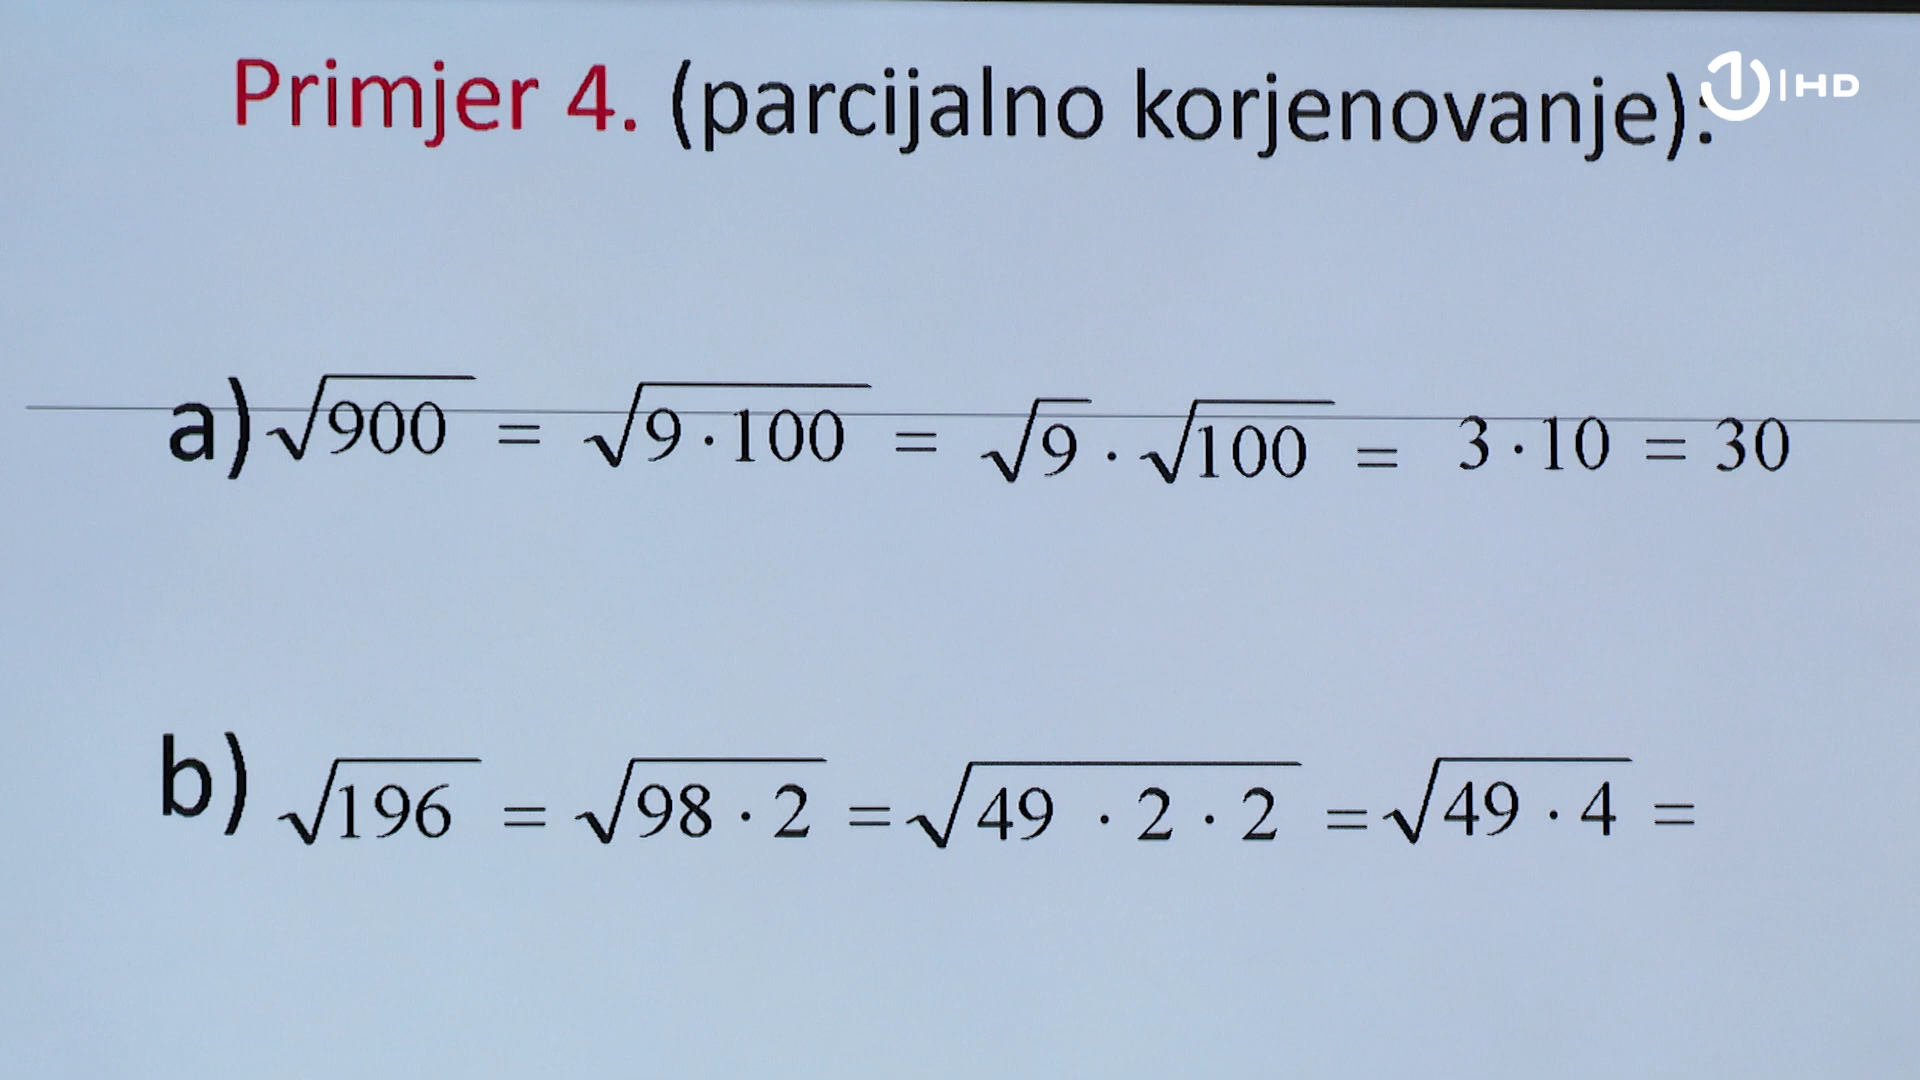 Primjer 4. (parcijalno korjenovanje):
1 HD
a) √900 = √9·100 = √9 · √100 = 3·10 = 30
b) √196 = √98·2 = √49·2·2 = √49·4 =